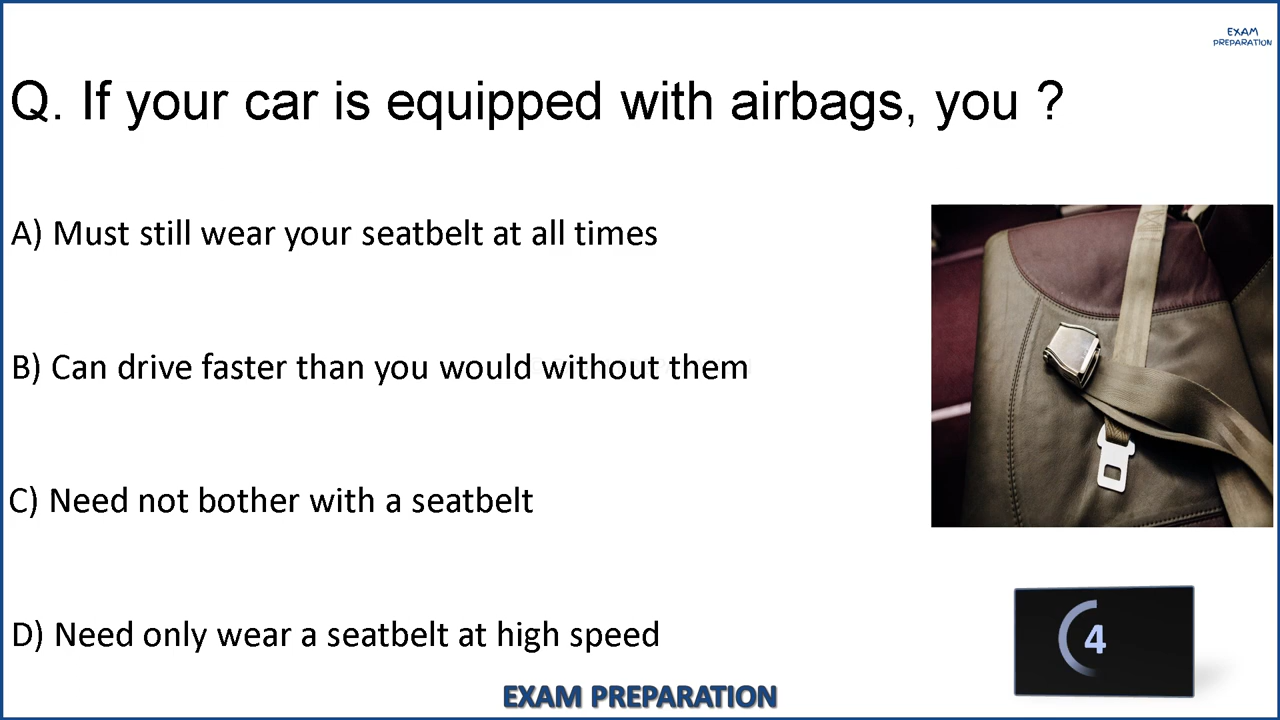 EXAM
PREPARATION
Q. If your car is equipped with airbags, you ?
A) Must still wear your seatbelt at all times
B) Can drive faster than you would without them
C) Need not bother with a seatbelt
D) Need only wear a seatbelt at high speed
4
EXAM PREPARATION